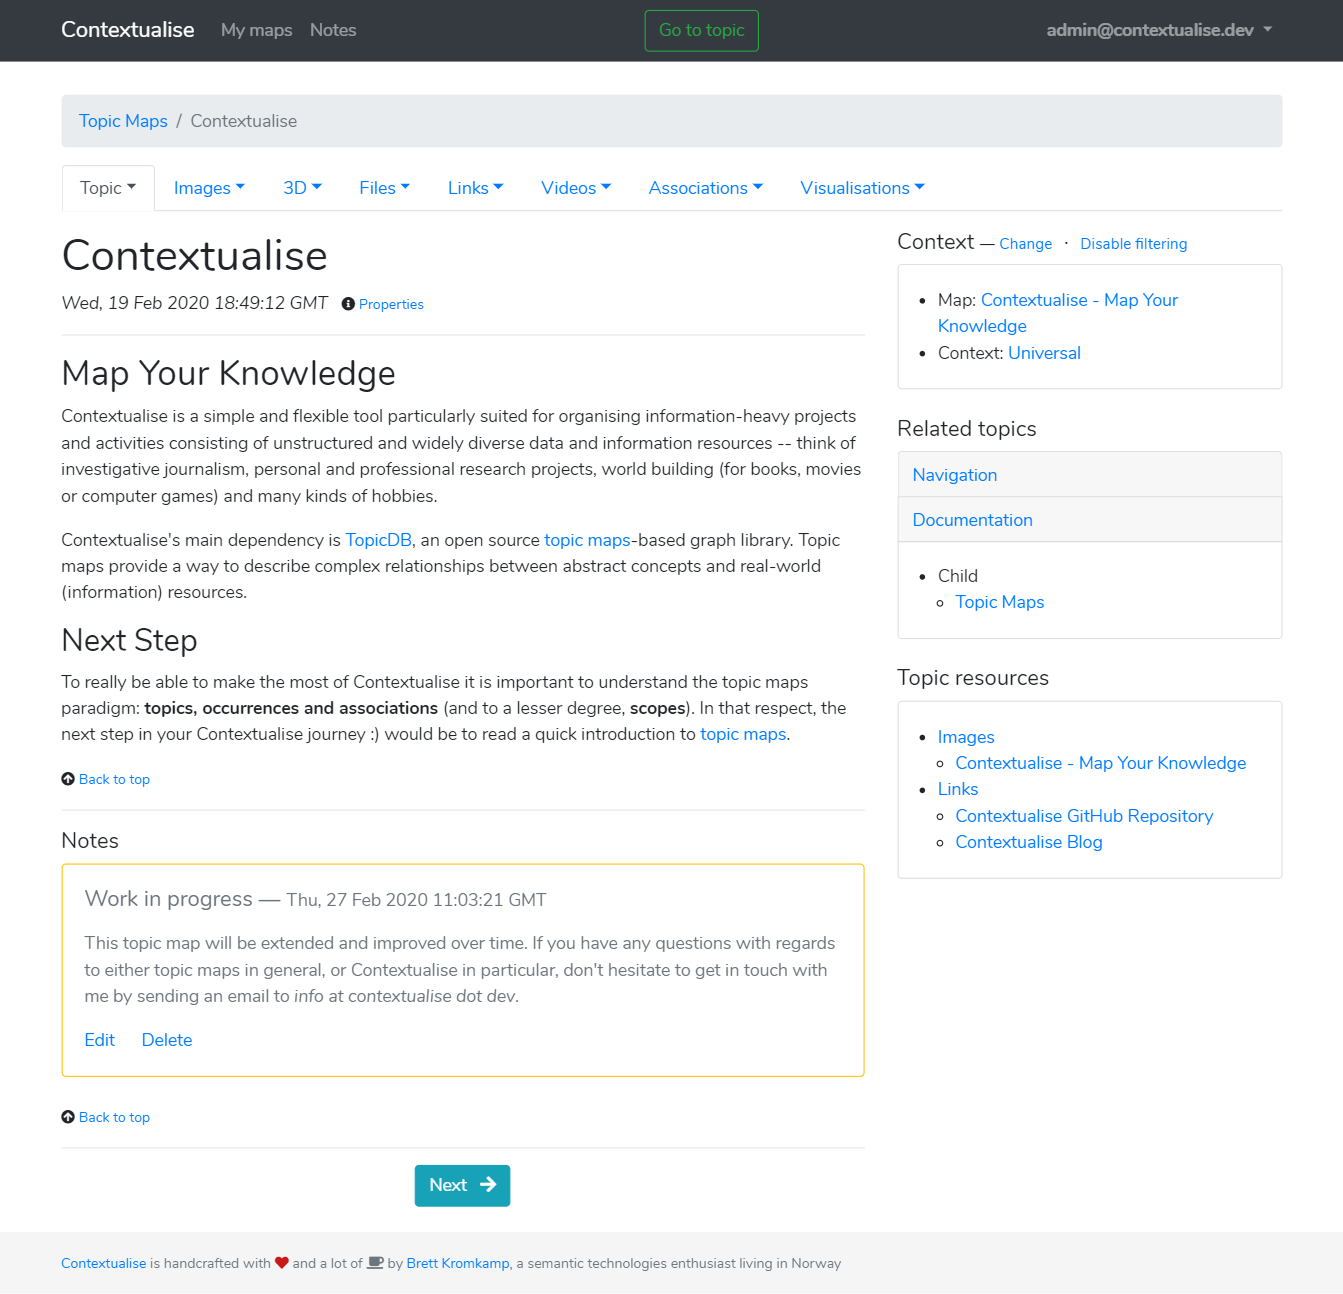 Contextualise My maps Notes Go to topic admin@contextualise.dev
Topic Maps / Contextualise
Topic Images 3D Files Links Videos Associations Visualisations
Contextualise
Wed, 19 Feb 2020 18:49:12 GMT Properties
Map Your Knowledge
Contextualise is a simple and flexible tool particularly suited for organising information-heavy projects
and activities consisting of unstructured and widely diverse data and information resources -- think of
investigative journalism, personal and professional research projects, world building (for books, movies
or computer games) and many kinds of hobbies.
Contextualise's main dependency is TopicDB, an open source topic maps-based graph library. Topic
maps provide a way to describe complex relationships between abstract concepts and real-world
(information) resources.
Next Step
To really be able to make the most of Contextualise it is important to understand the topic maps
paradigm: topics, occurrences and associations (and to a lesser degree, scopes). In that respect, the
next step in your Contextualise journey :) would be to read a quick introduction to topic maps.
Back to top
Notes
Work in progress — Thu, 27 Feb 2020 11:03:21 GMT
This topic map will be extended and improved over time. If you have any questions with regards
to either topic maps in general, or Contextualise in particular, don't hesitate to get in touch with
me by sending an email to info at contextualise dot dev.
Edit Delete
Back to top
Next
Context — Change · Disable filtering
Map: Contextualise - Map Your
Knowledge
Context: Universal
Related topics
Navigation
Documentation
Child
Topic Maps
Topic resources
Images
Contextualise - Map Your Knowledge
Links
Contextualise GitHub Repository
Contextualise Blog
Contextualise is handcrafted with and a lot of by Brett Kromkamp, a semantic technologies enthusiast living in Norway